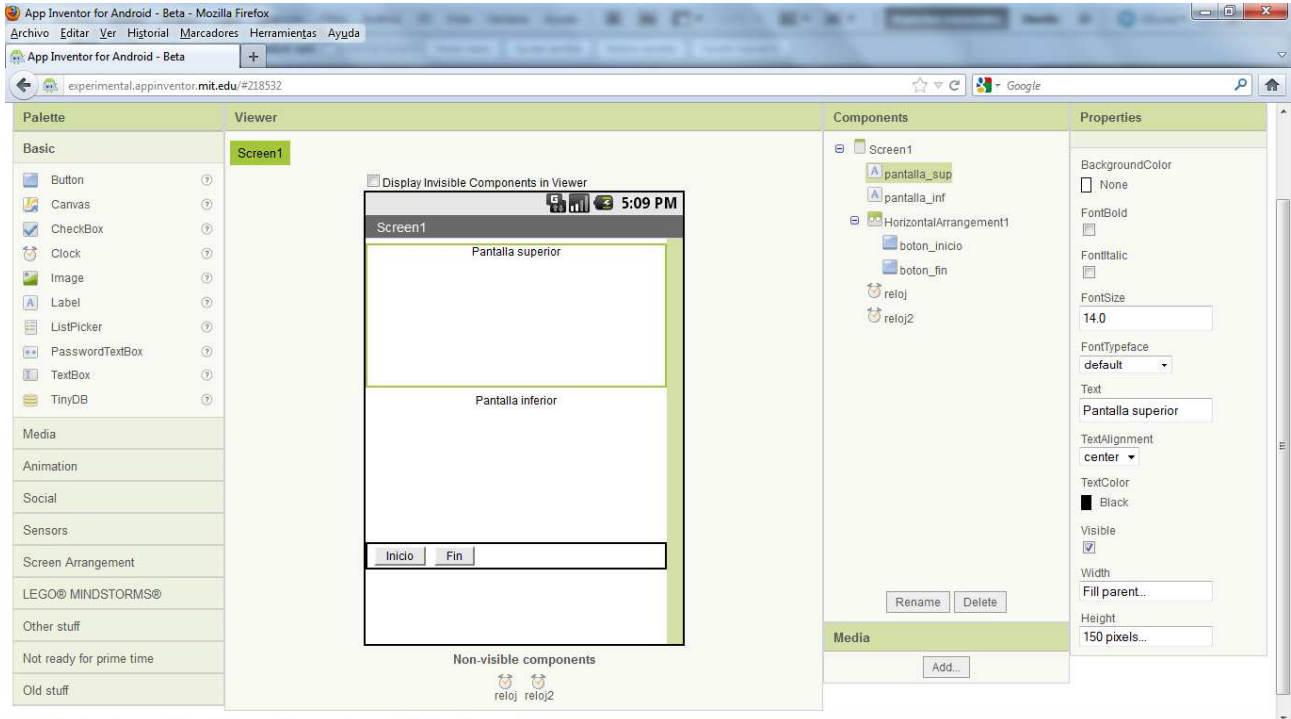 App Inventor for Android - Beta - Mozilla Firefox
Archivo Editar Ver Historial Marcadores Herramientas Ayuda
App Inventor for Android - Beta
+
experimental.appinventor.mit.edu/#218532
Google
Palette
Basic
Button ?
Canvas ?
CheckBox ?
Clock ?
Image ?
Label ?
ListPicker ?
PasswordTextBox ?
TextBox ?
TinyDB ?
Media
Animation
Social
Sensors
Screen Arrangement
LEGO® MINDSTORMS®
Other stuff
Not ready for prime time
Old stuff
Viewer
Screen1
Display Invisible Components in Viewer
5:09 PM
Screen1
Pantalla superior
Pantalla inferior
Inicio Fin
Non-visible components
reloj reloj2
Components
Screen1
pantalla_sup
pantalla_inf
HorizontalArrangement1
boton_inicio
boton_fin
reloj
reloj2
Rename Delete
Media
Add...
Properties
BackgroundColor
None
FontBold
FontItalic
FontSize
14.0
FontTypeface
default
Text
Pantalla superior
TextAlignment
center
TextColor
Black
Visible
Width
Fill parent...
Height
150 pixels...